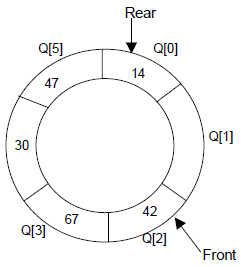 Rear
Q[5] Q[0]
47 14
30 Q[1]
Q[3] 67 42 Q[2]
Front